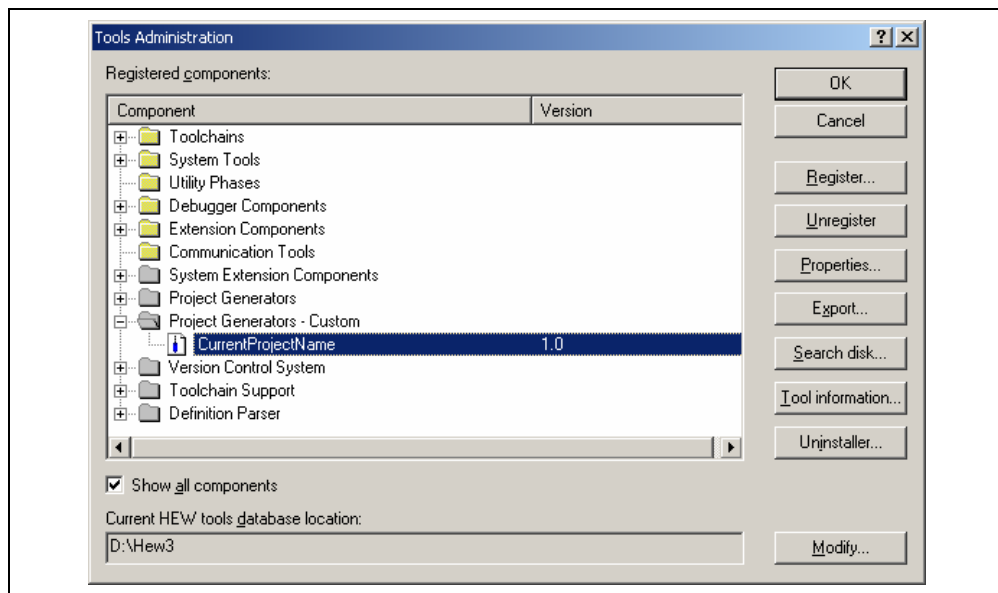 Tools Administration
Registered components:
Component Version
Toolchains
System Tools
Utility Phases
Debugger Components
Extension Components
Communication Tools
System Extension Components
Project Generators
Project Generators - Custom
CurrentProjectName 1.0
Version Control System
Toolchain Support
Definition Parser
Show all components
Current HEW tools database location:
D:\Hew3
OK
Cancel
Register...
Unregister
Properties...
Export...
Search disk...
Tool information...
Uninstaller...
Modify...